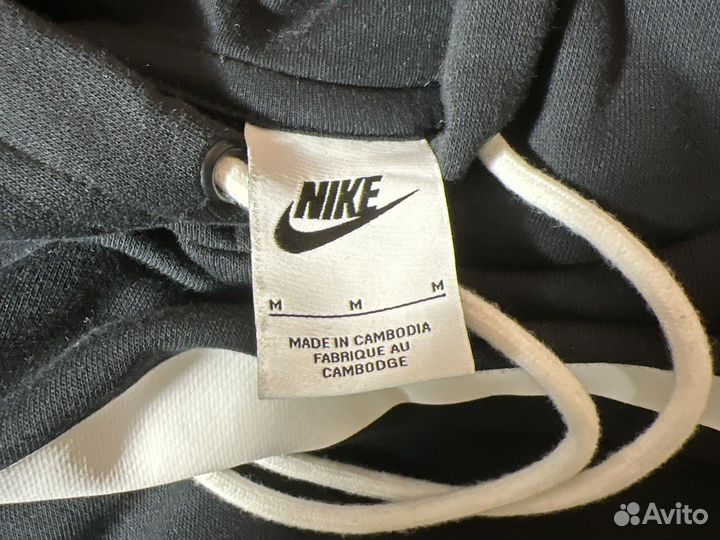 NIKE
M M M
MADE IN CAMBODIA
FABRIQUE AU
CAMBODGE
Avito